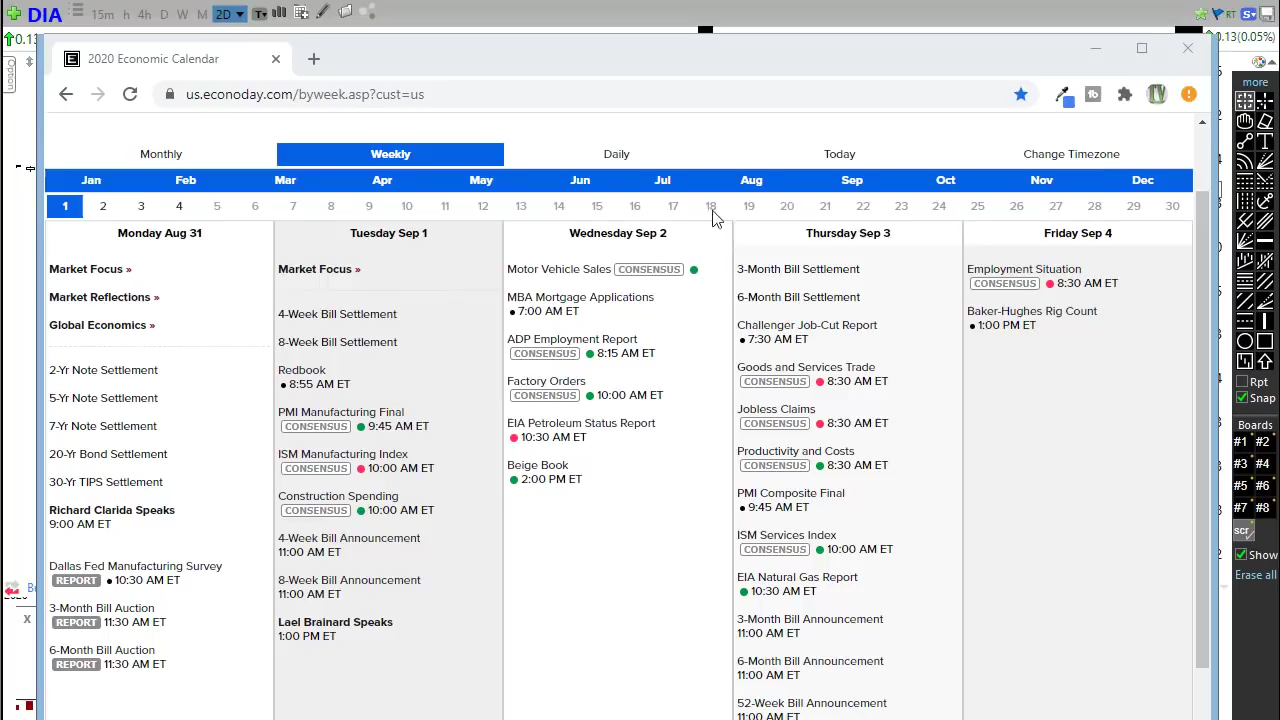 DIA
15m h 4h D W M 2D
RT
0.13
0.13(0.05%)
Option
2020 Economic Calendar
us.econoday.com/byweek.asp?cust=us
Monthly Weekly Daily Today Change Timezone
Jan Feb Mar Apr May Jun Jul Aug Sep Oct Nov Dec
1 2 3 4 5 6 7 8 9 10 11 12 13 14 15 16 17 18 19 20 21 22 23 24 25 26 27 28 29 30
Monday Aug 31
Market Focus »
Market Reflections »
Global Economics »
2-Yr Note Settlement
5-Yr Note Settlement
7-Yr Note Settlement
20-Yr Bond Settlement
30-Yr TIPS Settlement
Richard Clarida Speaks
9:00 AM ET
Dallas Fed Manufacturing Survey
REPORT 10:30 AM ET
3-Month Bill Auction
REPORT 11:30 AM ET
6-Month Bill Auction
REPORT 11:30 AM ET
Tuesday Sep 1
Market Focus »
4-Week Bill Settlement
8-Week Bill Settlement
Redbook
8:55 AM ET
PMI Manufacturing Final
CONSENSUS 9:45 AM ET
ISM Manufacturing Index
CONSENSUS 10:00 AM ET
Construction Spending
CONSENSUS 10:00 AM ET
4-Week Bill Announcement
11:00 AM ET
8-Week Bill Announcement
11:00 AM ET
Lael Brainard Speaks
1:00 PM ET
Wednesday Sep 2
Motor Vehicle Sales CONSENSUS
MBA Mortgage Applications
7:00 AM ET
ADP Employment Report
CONSENSUS 8:15 AM ET
Factory Orders
CONSENSUS 10:00 AM ET
EIA Petroleum Status Report
10:30 AM ET
Beige Book
2:00 PM ET
Thursday Sep 3
3-Month Bill Settlement
6-Month Bill Settlement
Challenger Job-Cut Report
7:30 AM ET
Goods and Services Trade
CONSENSUS 8:30 AM ET
Jobless Claims
CONSENSUS 8:30 AM ET
Productivity and Costs
CONSENSUS 8:30 AM ET
PMI Composite Final
9:45 AM ET
ISM Services Index
CONSENSUS 10:00 AM ET
EIA Natural Gas Report
10:30 AM ET
3-Month Bill Announcement
11:00 AM ET
6-Month Bill Announcement
11:00 AM ET
52-Week Bill Announcement
11:00 AM ET
Friday Sep 4
Employment Situation
CONSENSUS 8:30 AM ET
Baker-Hughes Rig Count
1:00 PM ET
more
Rpt
Snap
Boards
#1 #2
#3 #4
#5 #6
#7 #8
scr
Show
Erase all